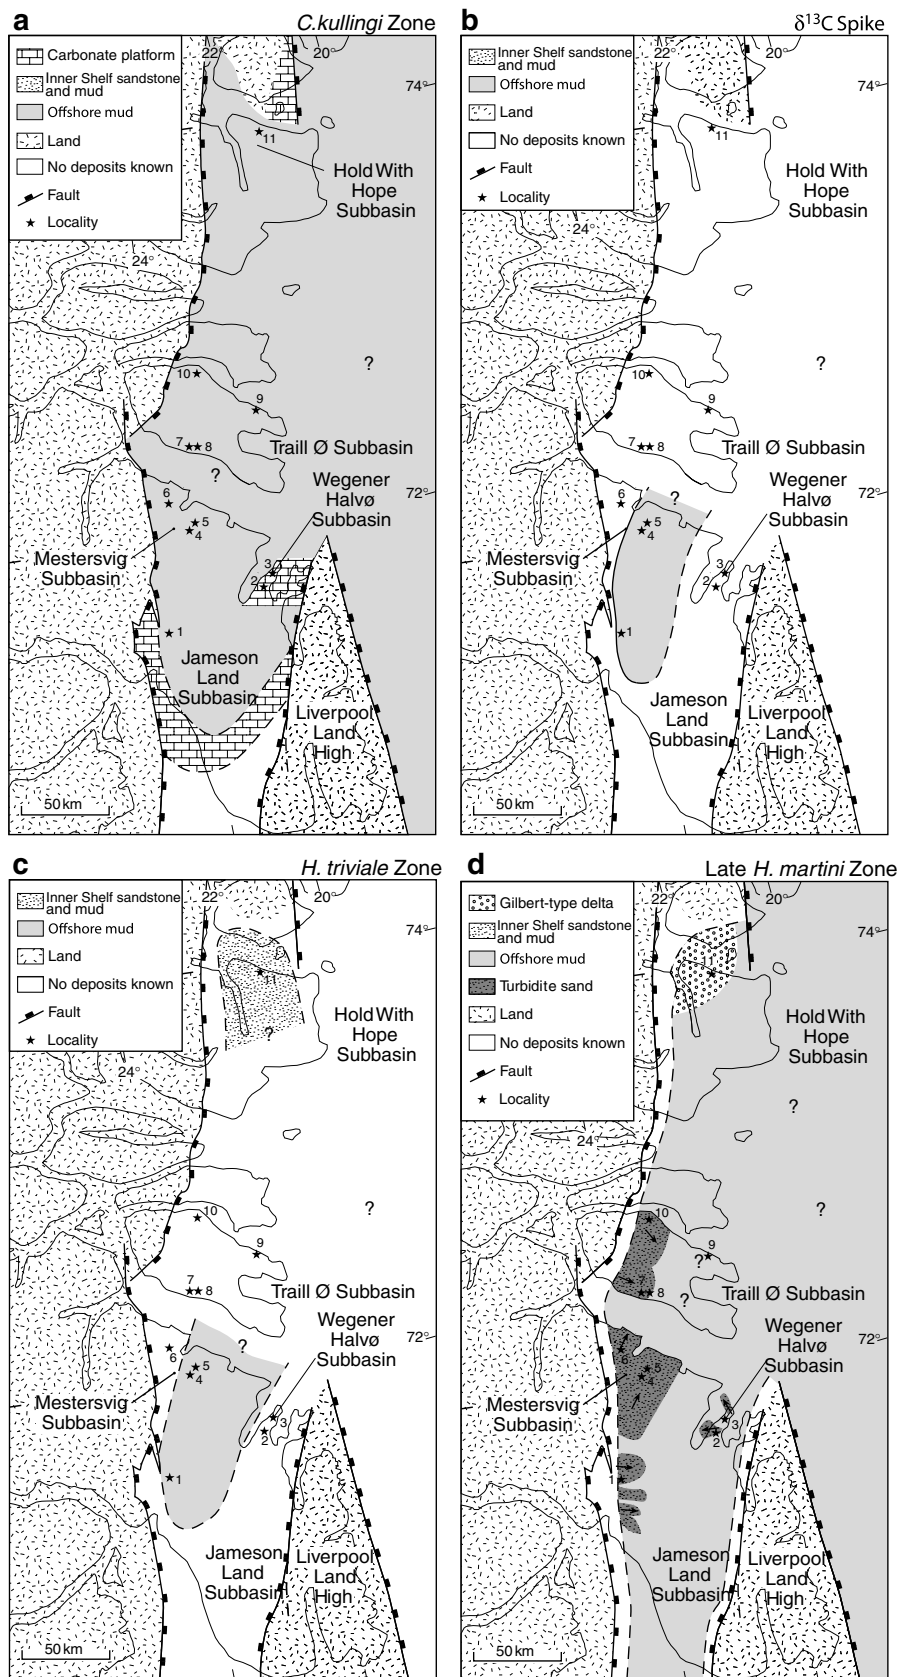 a
C.kullingi Zone
Carbonate platform
Inner Shelf sandstone
and mud
Offshore mud
Land
No deposits known
Fault
Locality
22°
20°
74°
D
11
Hold With
Hope
Subbasin
24°
?
10
9
7
8
Traill Ø Subbasin
?
Wegener
Halvø
Subbasin
72°
6
5
4
Mestersvig
Subbasin
3
2
1
Jameson
Land
Subbasin
Liverpool
Land
High
50 km
b
δ13C Spike
Inner Shelf sandstone
and mud
Offshore mud
Land
No deposits known
Fault
Locality
22°
20°
74°
D
11
Hold With
Hope
Subbasin
24°
?
10
9
7
8
Traill Ø Subbasin
Wegener
Halvø
Subbasin
72°
?
6
5
4
Mestersvig
Subbasin
3
2
1
Jameson
Land
Subbasin
Liverpool
Land
High
50 km
c
H. triviale Zone
Inner Shelf sandstone
and mud
Offshore mud
Land
No deposits known
Fault
Locality
22°
20°
74°
11
Hold With
Hope
Subbasin
?
24°
?
10
9
7
8
Traill Ø Subbasin
Wegener
Halvø
Subbasin
72°
?
6
5
4
Mestersvig
Subbasin
3
2
1
Jameson
Land
Subbasin
Liverpool
Land
High
50 km
d
Late H. martini Zone
Gilbert-type delta
Inner Shelf sandstone
and mud
Offshore mud
Turbidite sand
Land
No deposits known
Fault
Locality
22°
20°
74°
11
Hold With
Hope
Subbasin
?
24°
?
10
9
?
7
8
Traill Ø Subbasin
?
Wegener
Halvø
Subbasin
72°
6
5
4
Mestersvig
Subbasin
3
2
1
Jameson
Land
Subbasin
Liverpool
Land
High
50 km